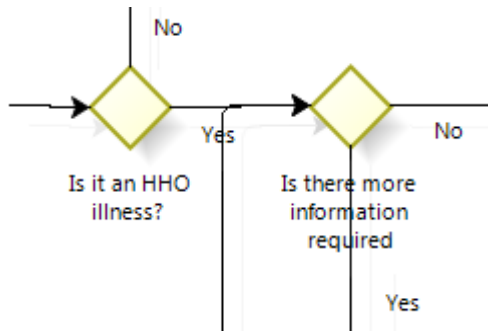 No
Yes
No
Is it an HHO
illness?
Is there more
information
required
Yes